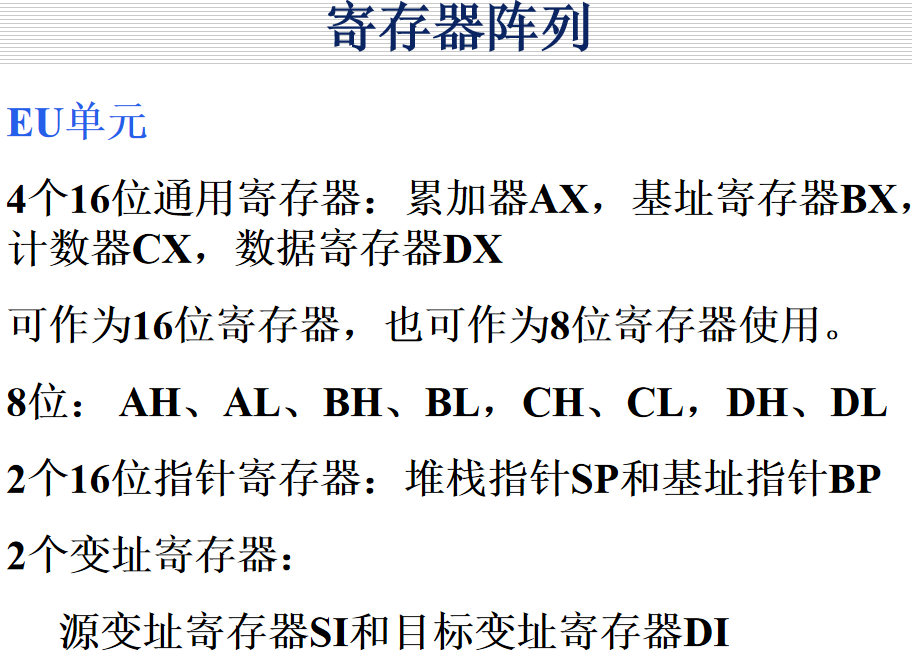 寄存器阵列
EU单元
4个16位通用寄存器：累加器AX，基址寄存器BX，
计数器CX，数据寄存器DX
可作为16位寄存器，也可作为8位寄存器使用。
8位： AH、AL、BH、BL，CH、CL，DH、DL
2个16位指针寄存器：堆栈指针SP和基址指针BP
2个变址寄存器：
源变址寄存器SI和目标变址寄存器DI